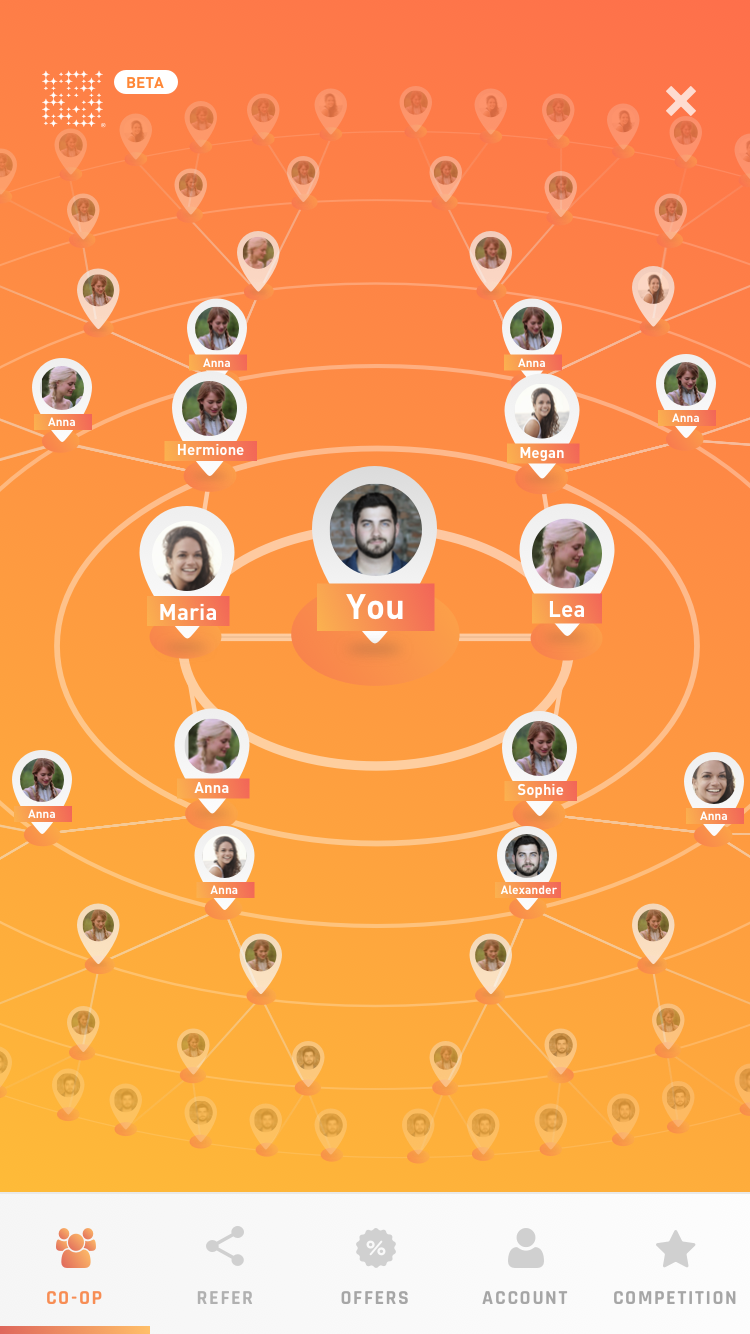 BETA
Anna
Anna
Anna
Anna
Hermione
Megan
You
Maria
Lea
Anna
Sophie
Anna
Anna
Anna
Alexander
CO-OP
REFER
OFFERS
ACCOUNT
COMPETITION